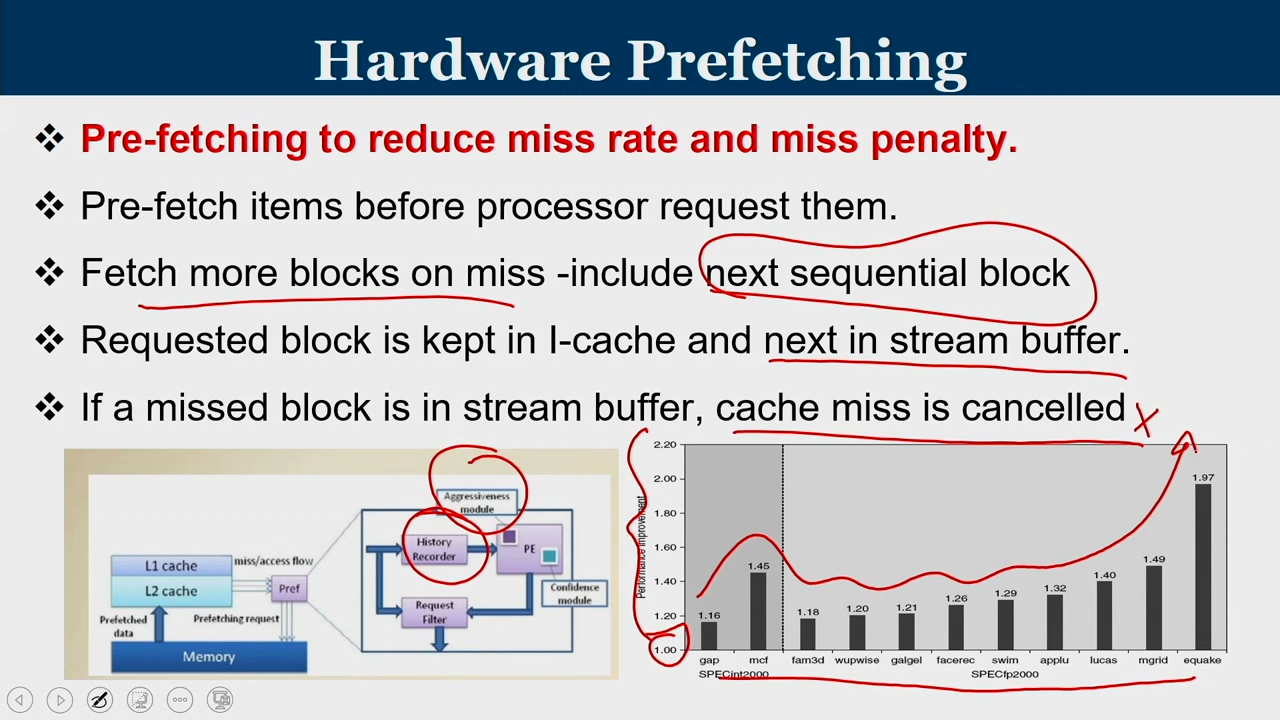 Hardware Prefetching
❖ Pre-fetching to reduce miss rate and miss penalty.
❖ Pre-fetch items before processor request them.
❖ Fetch more blocks on miss -include next sequential block
❖ Requested block is kept in I-cache and next in stream buffer.
❖ If a missed block is in stream buffer, cache miss is cancelled
X
L1 cache
L2 cache
miss/access flow
Pref
Prefetched
data
Prefetching request
Memory
Aggressiveness
module
History
Recorder
PE
Confidence
module
Request
Filter
Performance improvement
2.20
2.00
1.80
1.60
1.40
1.20
1.00
1.16
1.45
1.18
1.20
1.21
1.26
1.29
1.32
1.40
1.49
1.97
gap mcf fam3d wupwise galgel facerec swim applu lucas mgrid equake
SPECint2000 SPECfp2000